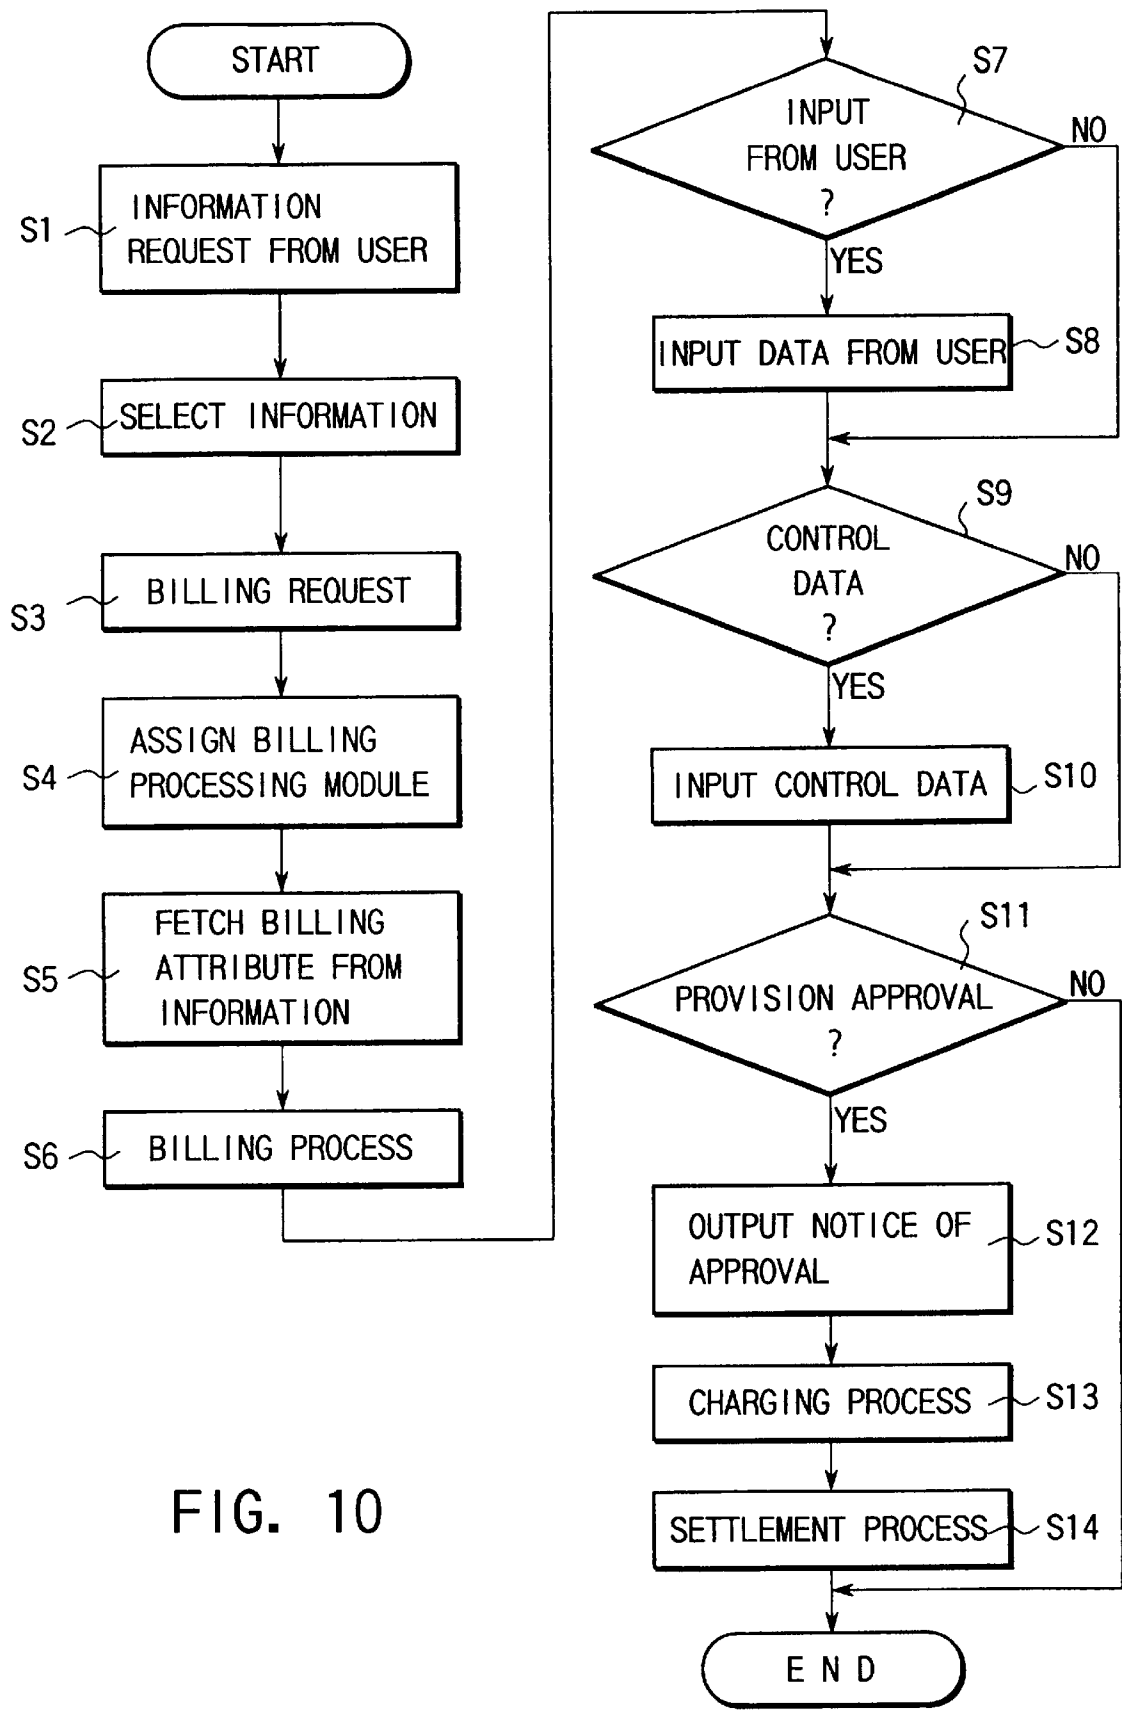 START
S1
INFORMATION
REQUEST FROM USER
S2
SELECT INFORMATION
S3
BILLING REQUEST
S4
ASSIGN BILLING
PROCESSING MODULE
S5
FETCH BILLING
ATTRIBUTE FROM
INFORMATION
S6
BILLING PROCESS
S7
INPUT
FROM USER
?
NO
YES
INPUT DATA FROM USER
S8
S9
CONTROL
DATA
?
NO
YES
INPUT CONTROL DATA
S10
S11
PROVISION APPROVAL
?
NO
YES
OUTPUT NOTICE OF
APPROVAL
S12
CHARGING PROCESS
S13
SETTLEMENT PROCESS
S14
END
FIG. 10